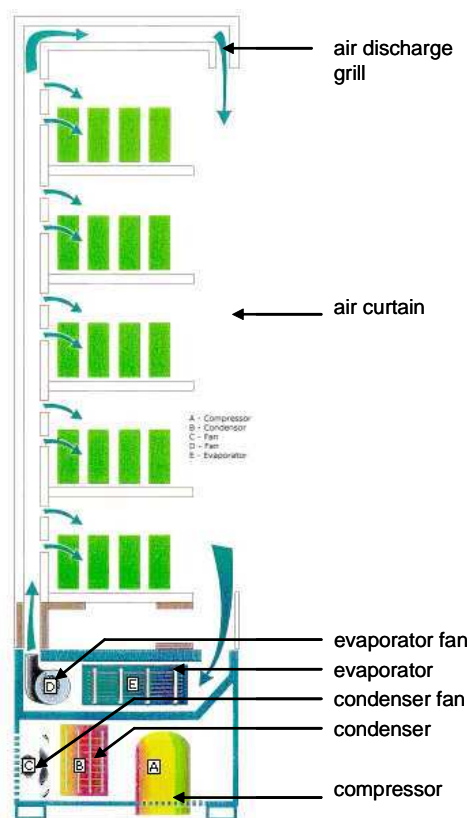 air discharge
grill
air curtain
A - Compressor
B - Condensor
C - Fan
D - Fan
E - Evaporator
evaporator fan
evaporator
condenser fan
condenser
compressor
D
E
C
B
A